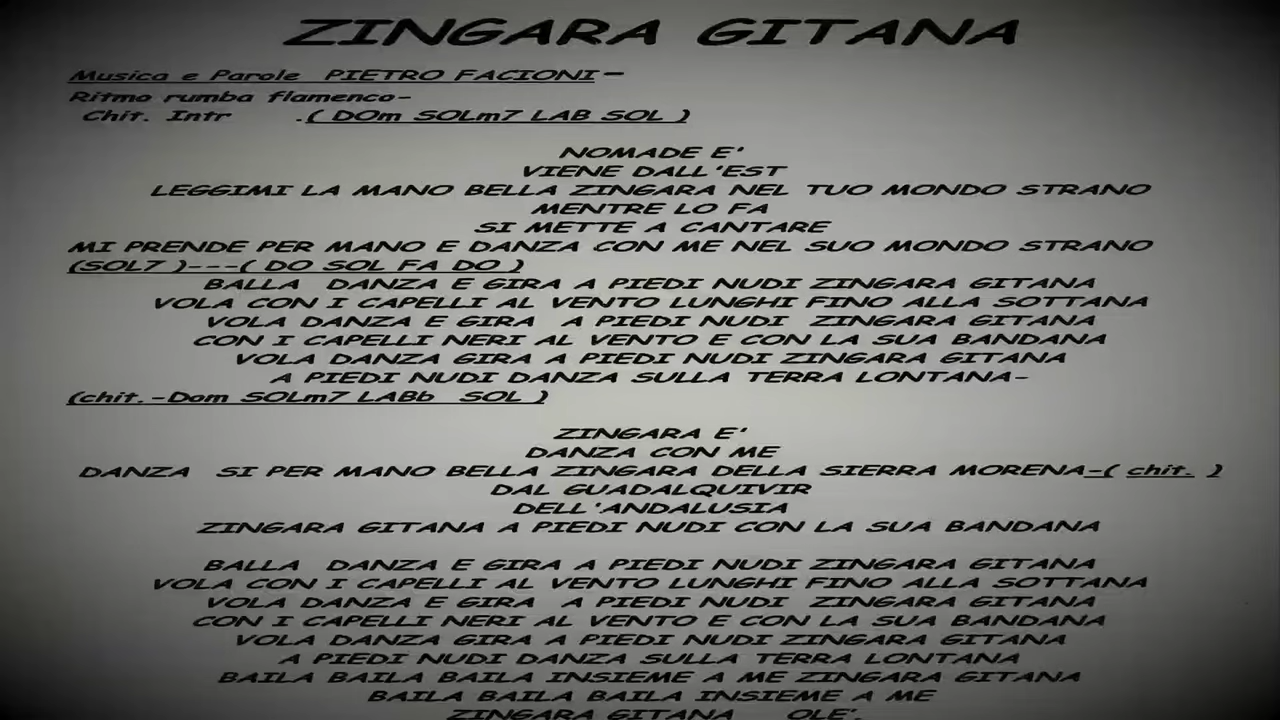 ZINGARA GITANA
Musica e Parole PIETRO FACIONI-
Ritmo rumba flamenco-
Chit. Intr .( DOm SOLm7 LAB SOL )
NOMADE E'
VIENE DALL'EST
LEGGIMI LA MANO BELLA ZINGARA NEL TUO MONDO STRANO
MENTRE LO FA
SI METTE A CANTARE
MI PRENDE PER MANO E DANZA CON ME NEL SUO MONDO STRANO
(SOL7 )---( DO SOL FA DO )
BALLA DANZA E GIRA A PIEDI NUDI ZINGARA GITANA
VOLA CON I CAPELLI AL VENTO LUNGHI FINO ALLA SOTTANA
VOLA DANZA E GIRA A PIEDI NUDI ZINGARA GITANA
CON I CAPELLI NERI AL VENTO E CON LA SUA BANDANA
VOLA DANZA GIRA A PIEDI NUDI ZINGARA GITANA
A PIEDI NUDI DANZA SULLA TERRA LONTANA-
(chit.-Dom SOLm7 LABb SOL )
ZINGARA E'
DANZA CON ME
DANZA SI PER MANO BELLA ZINGARA DELLA SIERRA MORENA-( chit. )
DAL GUADALQUIVIR
DELL'ANDALUSIA
ZINGARA GITANA A PIEDI NUDI CON LA SUA BANDANA
BALLA DANZA E GIRA A PIEDI NUDI ZINGARA GITANA
VOLA CON I CAPELLI AL VENTO LUNGHI FINO ALLA SOTTANA
VOLA DANZA E GIRA A PIEDI NUDI ZINGARA GITANA
CON I CAPELLI NERI AL VENTO E CON LA SUA BANDANA
VOLA DANZA GIRA A PIEDI NUDI ZINGARA GITANA
A PIEDI NUDI DANZA SULLA TERRA LONTANA
BAILA BAILA BAILA INSIEME A ME ZINGARA GITANA
BAILA BAILA BAILA INSIEME A ME
ZINGARA GITANA OLE'.